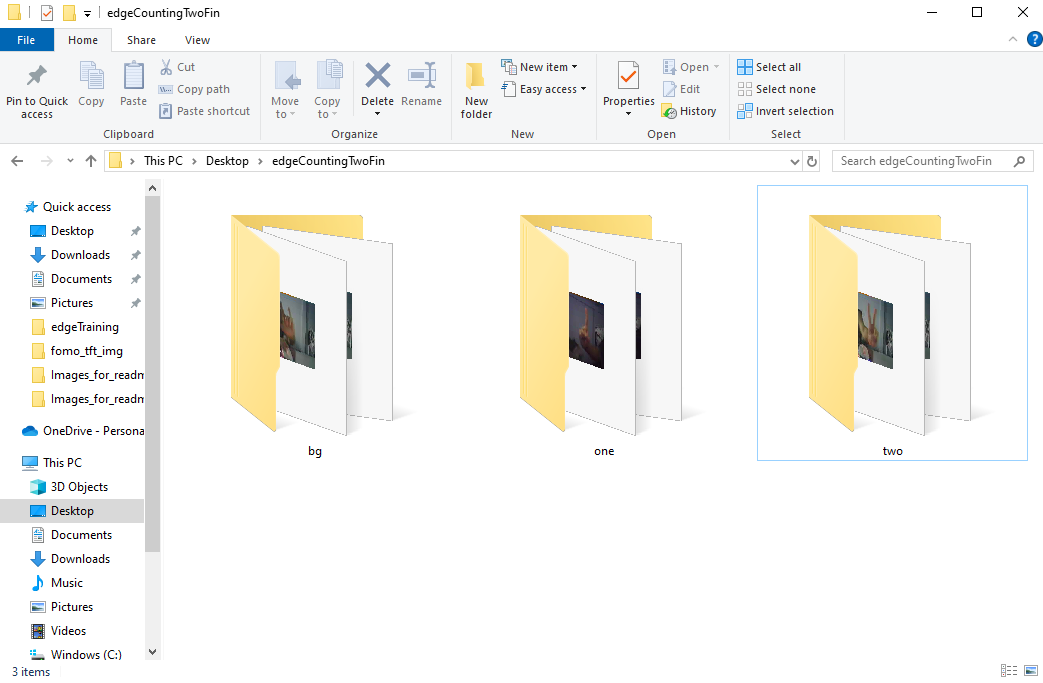 edgeCountingTwoFin
File Home Share View
Pin to Quick access
Copy
Paste
Cut
Copy path
Paste shortcut
Clipboard
Move to
Copy to
Delete
Rename
Organize
New folder
New item
Easy access
New
Properties
Open
Edit
History
Open
Select all
Select none
Invert selection
Select
This PC > Desktop > edgeCountingTwoFin
Search edgeCountingTwoFin
Quick access
Desktop
Downloads
Documents
Pictures
edgeTraining
fomo_tft_img
Images_for_readm
Images_for_readm
OneDrive - Persona
This PC
3D Objects
Desktop
Documents
Downloads
Music
Pictures
Videos
Windows (C:)
bg
one
two
3 items